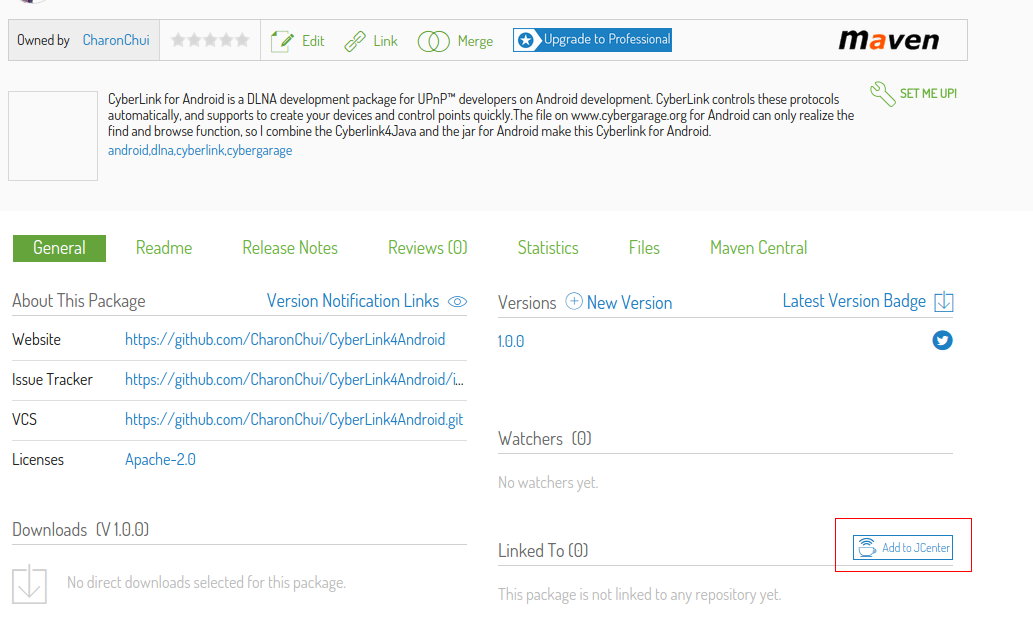 Owned by CharonChui Edit Link Merge Upgrade to Professional maven
SET ME UP!
CyberLink for Android is a DLNA development package for UPnP™ developers on Android development. CyberLink controls these protocols
automatically, and supports to create your devices and control points quickly.The file on www.cybergarage.org for Android can only realize the
find and browse function, so I combine the Cyberlink4Java and the jar for Android make this Cyberlink for Android.
android,dlna,cyberlink,cybergarage
General Readme Release Notes Reviews (0) Statistics Files Maven Central
About This Package Version Notification Links
Website https://github.com/CharonChui/CyberLink4Android
Issue Tracker https://github.com/CharonChui/CyberLink4Android/i...
VCS https://github.com/CharonChui/CyberLink4Android.git
Licenses Apache-2.0
Downloads (V 1.0.0)
No direct downloads selected for this package.
Versions New Version Latest Version Badge
1.0.0
Watchers (0)
No watchers yet.
Linked To (0) Add to JCenter
This package is not linked to any repository yet.